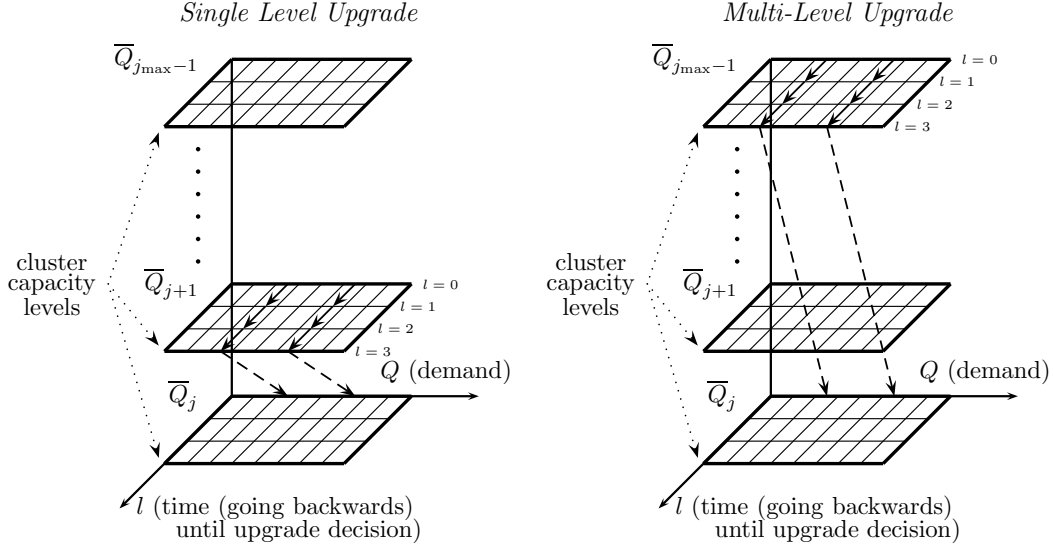 Single Level Upgrade
Q̅_{j_max−1}
cluster
capacity
levels
Q̅_{j+1}
l = 0
l = 1
l = 2
l = 3
Q (demand)
Q̅_j
l (time (going backwards)
until upgrade decision)
Multi-Level Upgrade
Q̅_{j_max−1}
l = 0
l = 1
l = 2
l = 3
cluster
capacity
levels
Q̅_{j+1}
Q (demand)
Q̅_j
l (time (going backwards)
until upgrade decision)